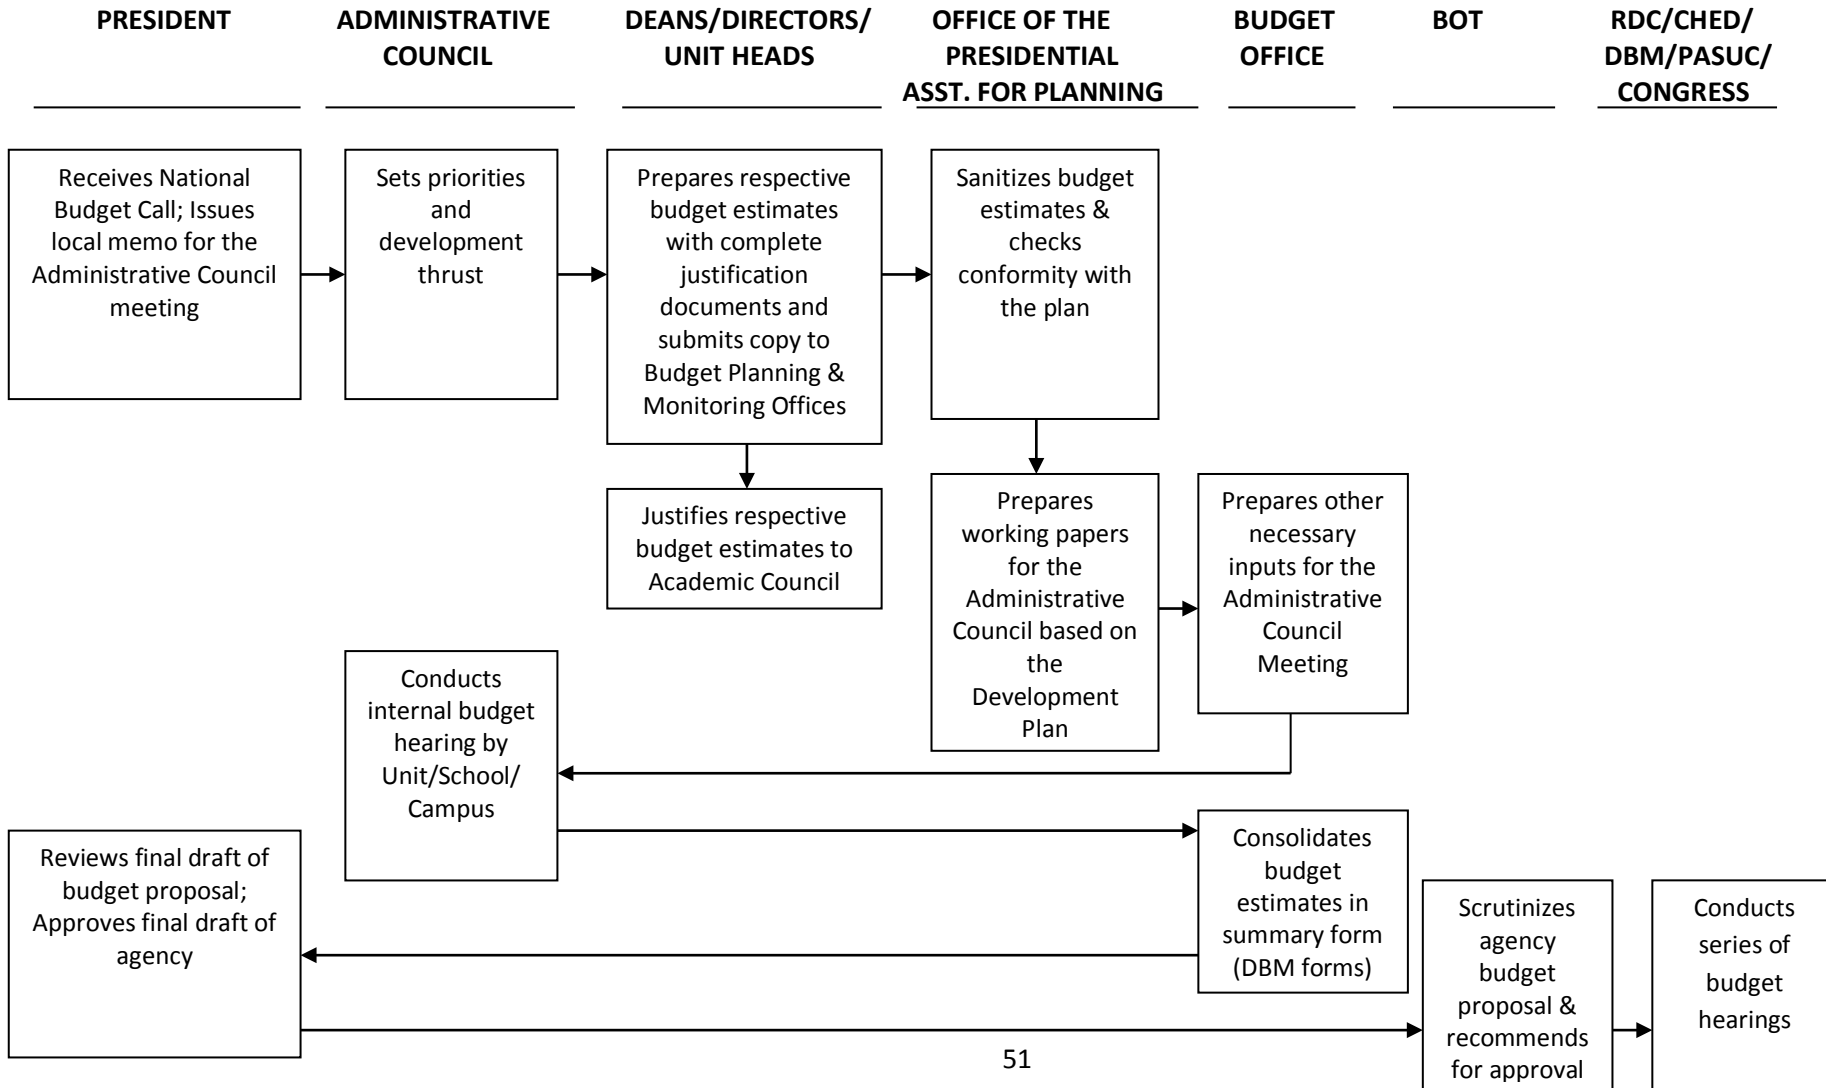 PRESIDENT
ADMINISTRATIVE
COUNCIL
DEANS/DIRECTORS/
UNIT HEADS
OFFICE OF THE
PRESIDENTIAL
ASST. FOR PLANNING
BUDGET
OFFICE
BOT
RDC/CHED/
DBM/PASUC/
CONGRESS
Receives National
Budget Call; Issues
local memo for the
Administrative Council
meeting
Sets priorities
and
development
thrust
Prepares respective
budget estimates
with complete
justification
documents and
submits copy to
Budget Planning &
Monitoring Offices
Sanitizes budget
estimates &
checks
conformity with
the plan
Justifies respective
budget estimates to
Academic Council
Prepares
working papers
for the
Administrative
Council based on
the
Development
Plan
Prepares other
necessary
inputs for the
Administrative
Council
Meeting
Conducts
internal budget
hearing by
Unit/School/
Campus
Consolidates
budget
estimates in
summary form
(DBM forms)
Reviews final draft of
budget proposal;
Approves final draft of
agency
Scrutinizes
agency
budget
proposal &
recommends
for approval
Conducts
series of
budget
hearings
51